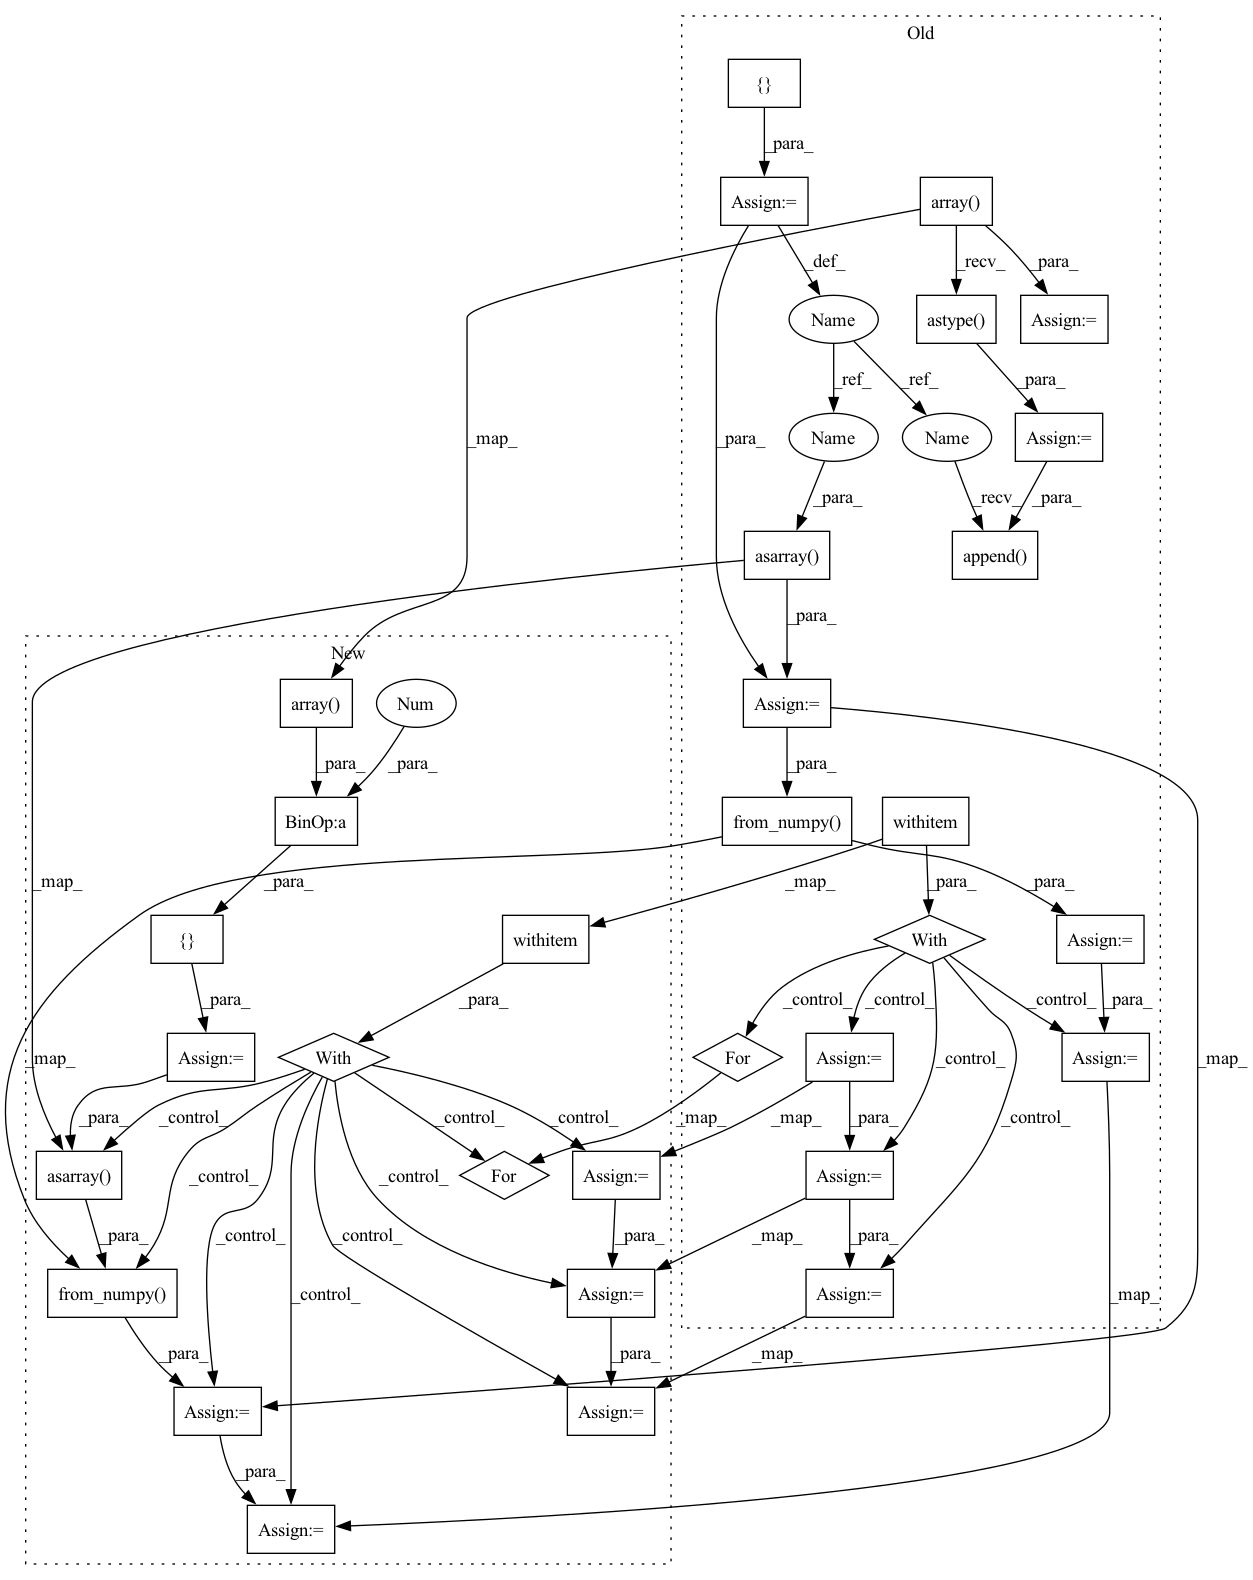 Old
{}
_para_
Assign:=
array()
_def_
_recv_
_para_
Name
astype()
Assign:=
_ref_
_ref_
_para_
_map_
_para_
Name
Name
Assign:=
_para_
_recv_
_para_
asarray()
append()
_para_
New
array()
Num
Assign:=
_para_
_para_
_para_
BinOp:a
from_numpy()
withitem
_map_
_para_
_map_
_para_
_para_
{}
withitem
With
Assign:=
_para_
_para_
_control_
_control_
_control_
_para_
_map_
Assign:=
With
For
Assign:=
_control_
Assign:=
_map_
_para_
_control_
_control_
_control_
_map_
_map_
_para_
_control_
asarray()
For
Assign:=
Assign:=
_control_
_control_
_para_
_control_
_control_
_para_
_map_
_para_
from_numpy()
_control_
Assign:=
Assign:=
_map_
_para_
_para_
_map_
Assign:=
Assign:=
_para_
Assign:=